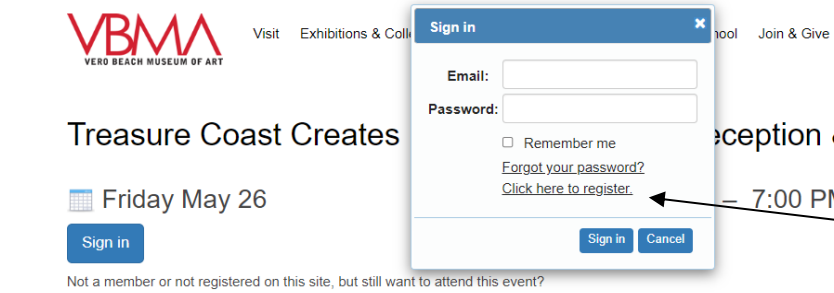 VBMA
VERO BEACH MUSEUM OF ART
Visit Exhibitions & Coll
Join & Give
Sign in
Email:
Password:
Remember me
Forgot your password?
Click here to register.
Sign in Cancel
Treasure Coast Creates
Friday May 26 – 7:00 PM
Sign in
Not a member or not registered on this site, but still want to attend this event?